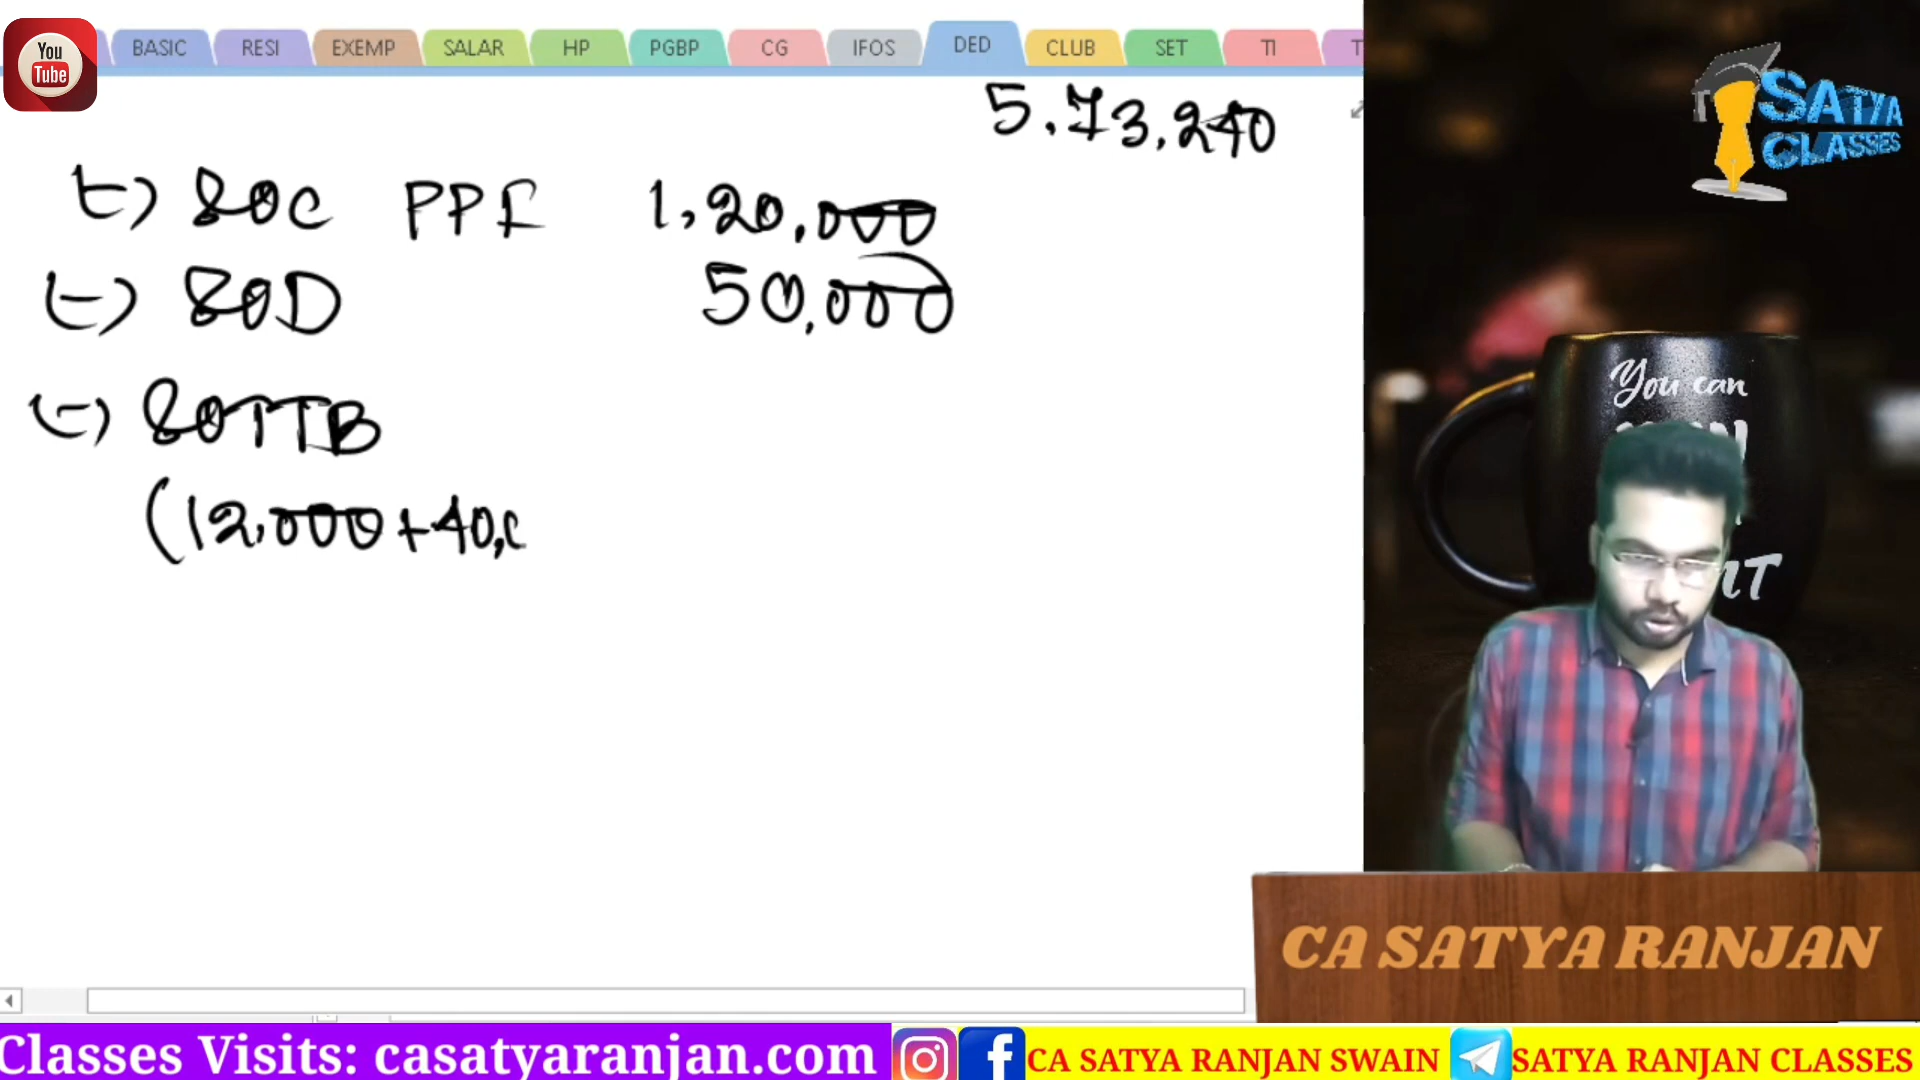 You
Tube
BASIC RESI EXEMP SALAR HP PGBP CG IFOS DED CLUB SET TI T
SATYA
CLASSES
5.73,240
(-) 80C PPF 1,20,000
(-) 80D 50,000
(-) 80TTB
(12,000+40,0
You can
CA SATYA RANJAN
Classes Visits: casatyaranjan.com
CA SATYA RANJAN SWAIN
SATYA RANJAN CLASSES